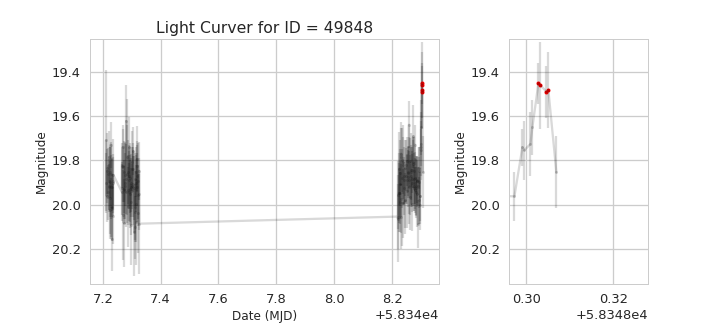 Light Curver for ID = 49848
Magnitude
19.4
19.6
19.8
20.0
20.2
7.2 7.4 7.6 7.8 8.0 8.2
Date (MJD)
+5.834e4
Magnitude
19.4
19.6
19.8
20.0
20.2
0.30 0.32
+5.8348e4